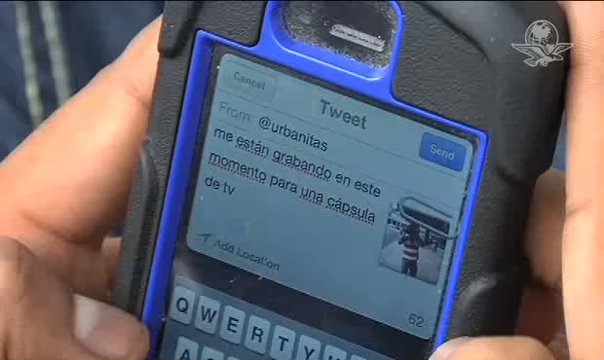 Cancel
Tweet
Send
From: @urbanitas
me están grabando en este
momento para una cápsula
de tv
Add Location
62
Q W E R T Y
A